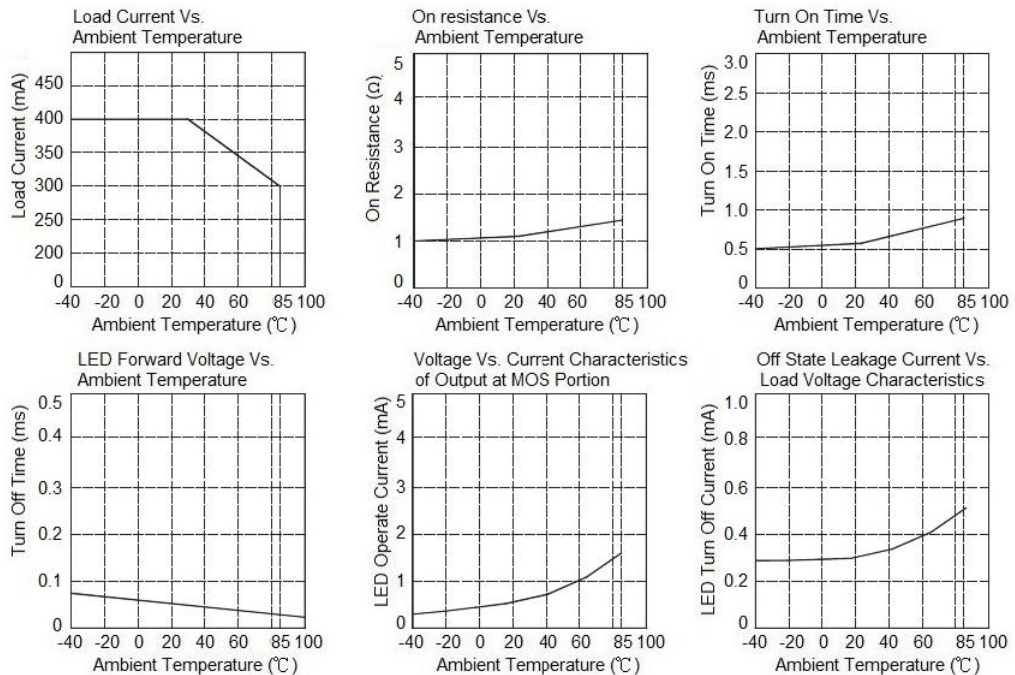 Load Current Vs.
Ambient Temperature
Load Current (mA)
450
400
350
300
250
200
0
-40 -20 0 20 40 60 85 100
Ambient Temperature (℃)
On resistance Vs.
Ambient Temperature
On Resistance (Ω)
5
4
3
2
1
0
-40 -20 0 20 40 60 85 100
Ambient Temperature (℃)
Turn On Time Vs.
Ambient Temperature
Turn On Time (ms)
3.0
2.5
2.0
1.5
1.0
0.5
0
-40 -20 0 20 40 60 85 100
Ambient Temperature (℃)
LED Forward Voltage Vs.
Ambient Temperature
Turn Off Time (ms)
0.5
0.4
0.3
0.2
0.1
0
-40 -20 0 20 40 60 85 100
Ambient Temperature (℃)
Voltage Vs. Current Characteristics
of Output at MOS Portion
LED Operate Current (mA)
5
4
3
2
1
0
-40 -20 0 20 40 60 85 100
Ambient Temperature (℃)
Off State Leakage Current Vs.
Load Voltage Characteristics
LED Turn Off Current (mA)
1.0
0.8
0.6
0.4
0.2
0
-40 -20 0 20 40 60 85 100
Ambient Temperature (℃)